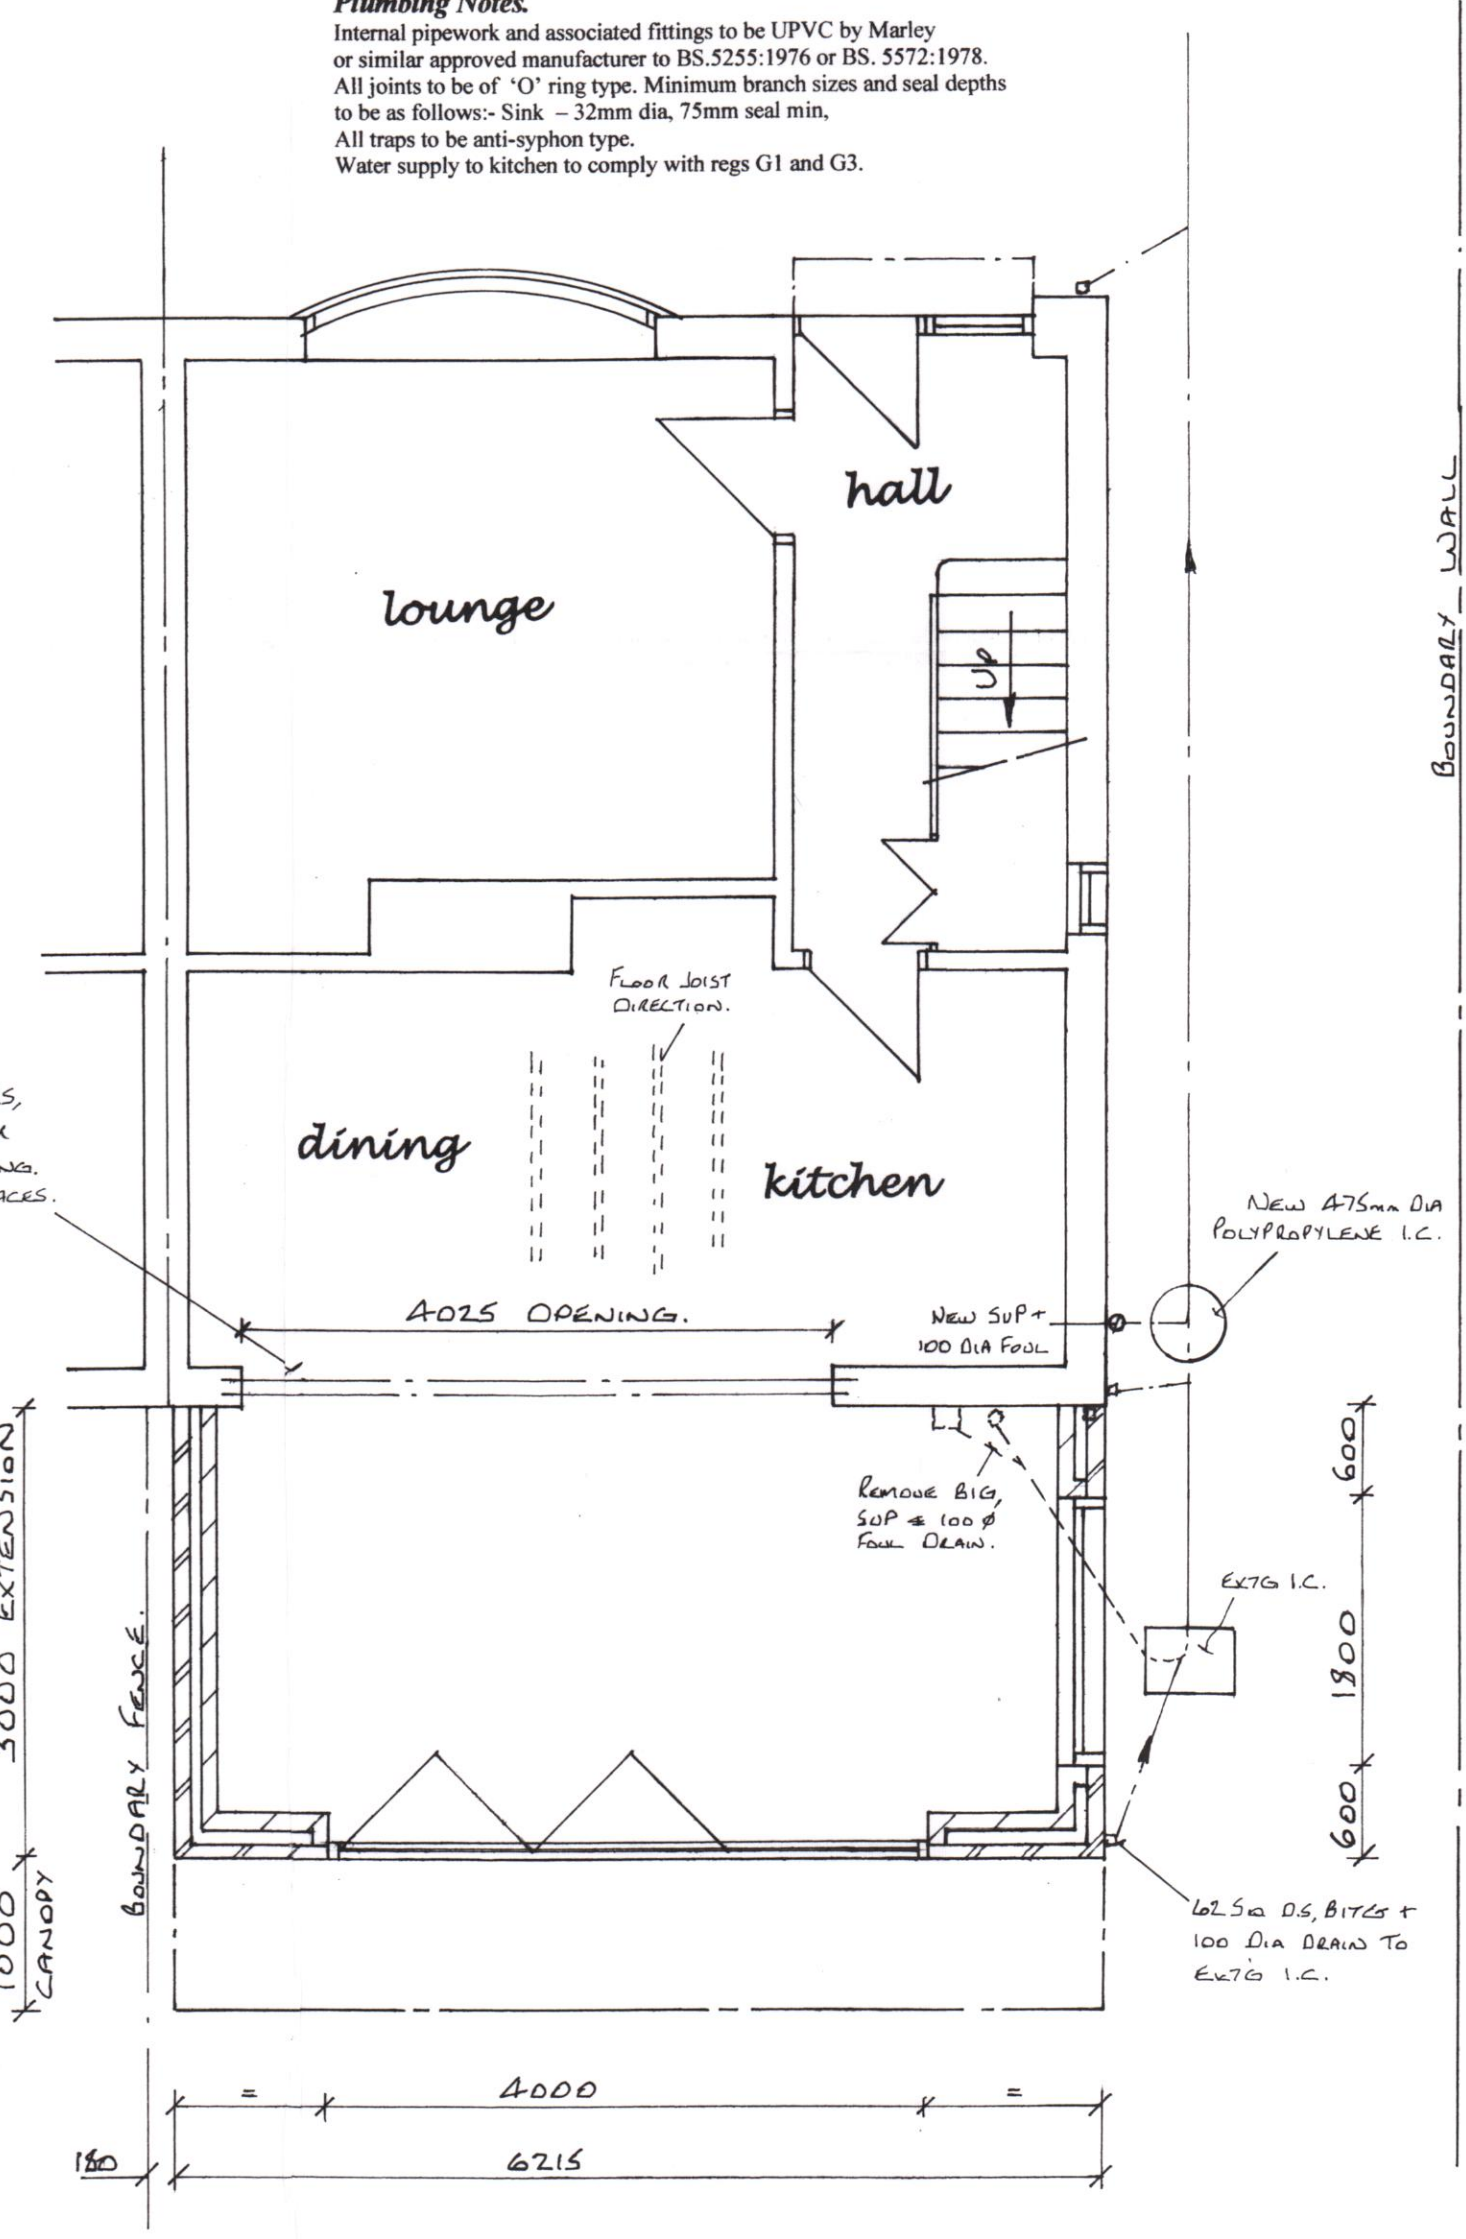 Plumbing Notes.
Internal pipework and associated fittings to be UPVC by Marley
or similar approved manufacturer to BS.5255:1976 or BS. 5572:1978.
All joints to be of ‘O’ ring type. Minimum branch sizes and seal depths
to be as follows:- Sink – 32mm dia, 75mm seal min,
All traps to be anti-syphon type.
Water supply to kitchen to comply with regs G1 and G3.
hall
lounge
UP
BOUNDARY WALL
FLOOR JOIST
DIRECTION.
dining
kitchen
NEW 475mm DIA
POLYPROPYLENE I.C.
4025 OPENING.
NEW SVP +
100 DIA FOUL
REMOVE BIG,
SVP & 100 Ø
FOUL DRAIN.
EXTG I.C.
600
1800
600
3000 EXTENSION
BOUNDARY FENCE.
1000
CANOPY
D.S, BITG +
100 DIA DRAIN TO
EXT'G I.C.
= 4000 =
180
6215